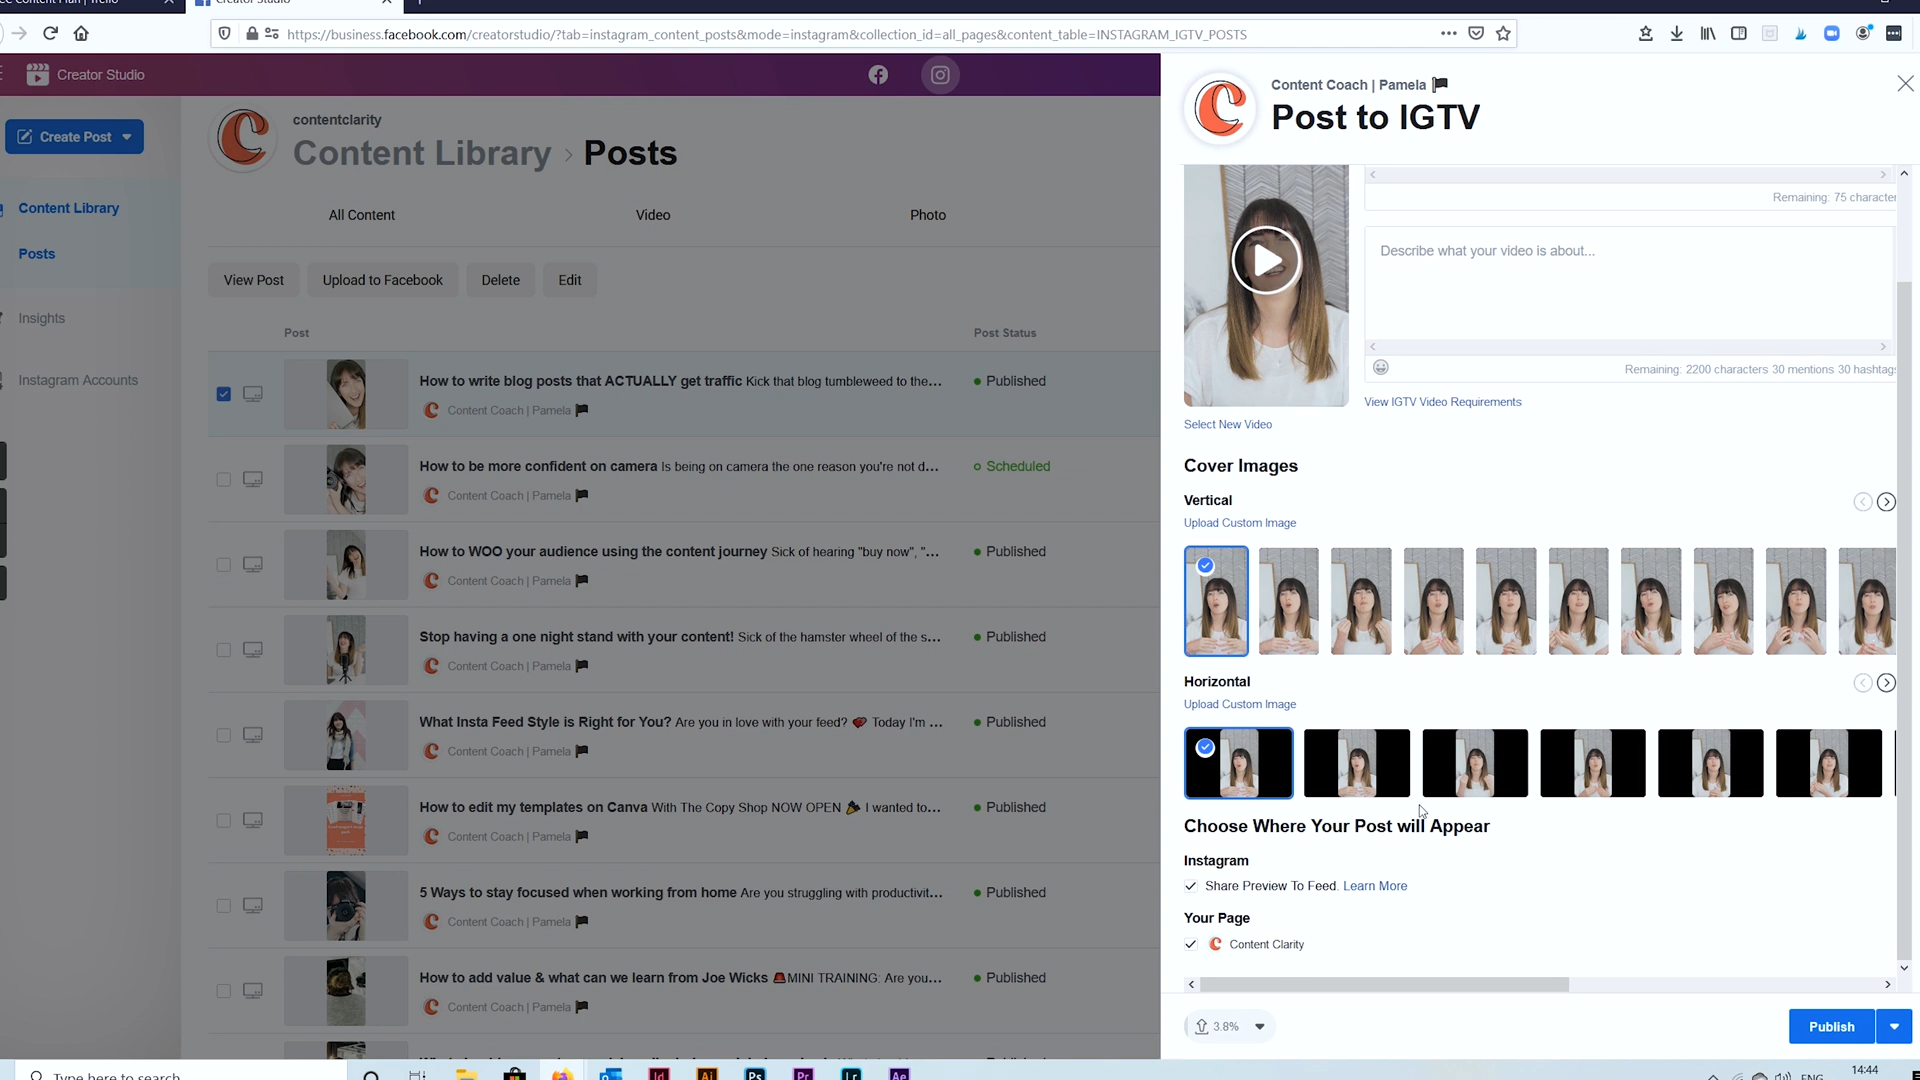 Creator Studio
https://business.facebook.com/creatorstudio/?tab=instagram_content_posts&mode=instagram&collection_id=all_pages&content_table=INSTAGRAM_IGTV_POSTS
Creator Studio
Create Post
Content Library
Posts
Insights
Instagram Accounts
contentclarity
Content Library > Posts
All Content
Video
Photo
View Post
Upload to Facebook
Delete
Edit
Post
Post Status
How to write blog posts that ACTUALLY get traffic Kick that blog tumbleweed to the...
Published
Content Coach | Pamela
How to be more confident on camera Is being on camera the one reason you're not d...
Scheduled
Content Coach | Pamela
How to WOO your audience using the content journey Sick of hearing "buy now", "...
Published
Content Coach | Pamela
Stop having a one night stand with your content! Sick of the hamster wheel of the s...
Published
Content Coach | Pamela
What Insta Feed Style is Right for You? Are you in love with your feed? 💕 Today I'm ...
Published
Content Coach | Pamela
How to edit my templates on Canva With The Copy Shop NOW OPEN 🎉 I wanted to...
Published
Content Coach | Pamela
5 Ways to stay focused when working from home Are you struggling with productivit...
Published
Content Coach | Pamela
How to add value & what can we learn from Joe Wicks 🚨MINI TRAINING: Are you...
Published
Content Coach | Pamela
Content Coach | Pamela
Post to IGTV
Remaining: 75 character
Describe what your video is about...
Remaining: 2200 characters 30 mentions 30 hashtags
View IGTV Video Requirements
Select New Video
Cover Images
Vertical
Upload Custom Image
Horizontal
Upload Custom Image
Choose Where Your Post will Appear
Instagram
Share Preview To Feed. Learn More
Your Page
Content Clarity
3.8%
Publish
Type here to search
Id
Ai
Ps
Pr
Lr
Ae
ENG
14:44